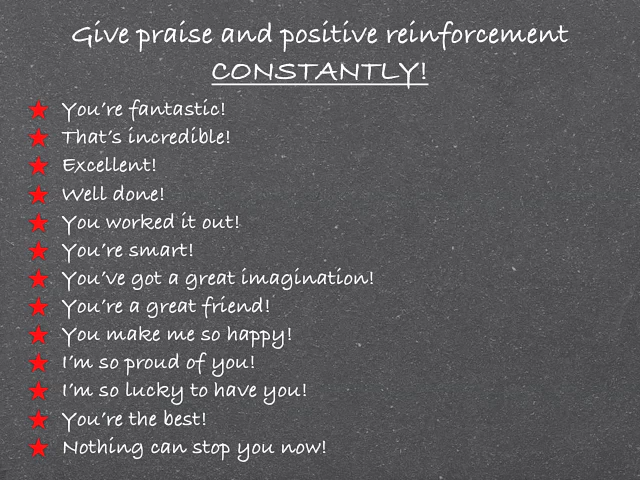 Give praise and positive reinforcement
CONSTANTLY!
You're fantastic!
That's incredible!
Excellent!
Well done!
You worked it out!
You're smart!
You've got a great imagination!
You're a great friend!
You make me so happy!
I'm so proud of you!
I'm so lucky to have you!
You're the best!
Nothing can stop you now!